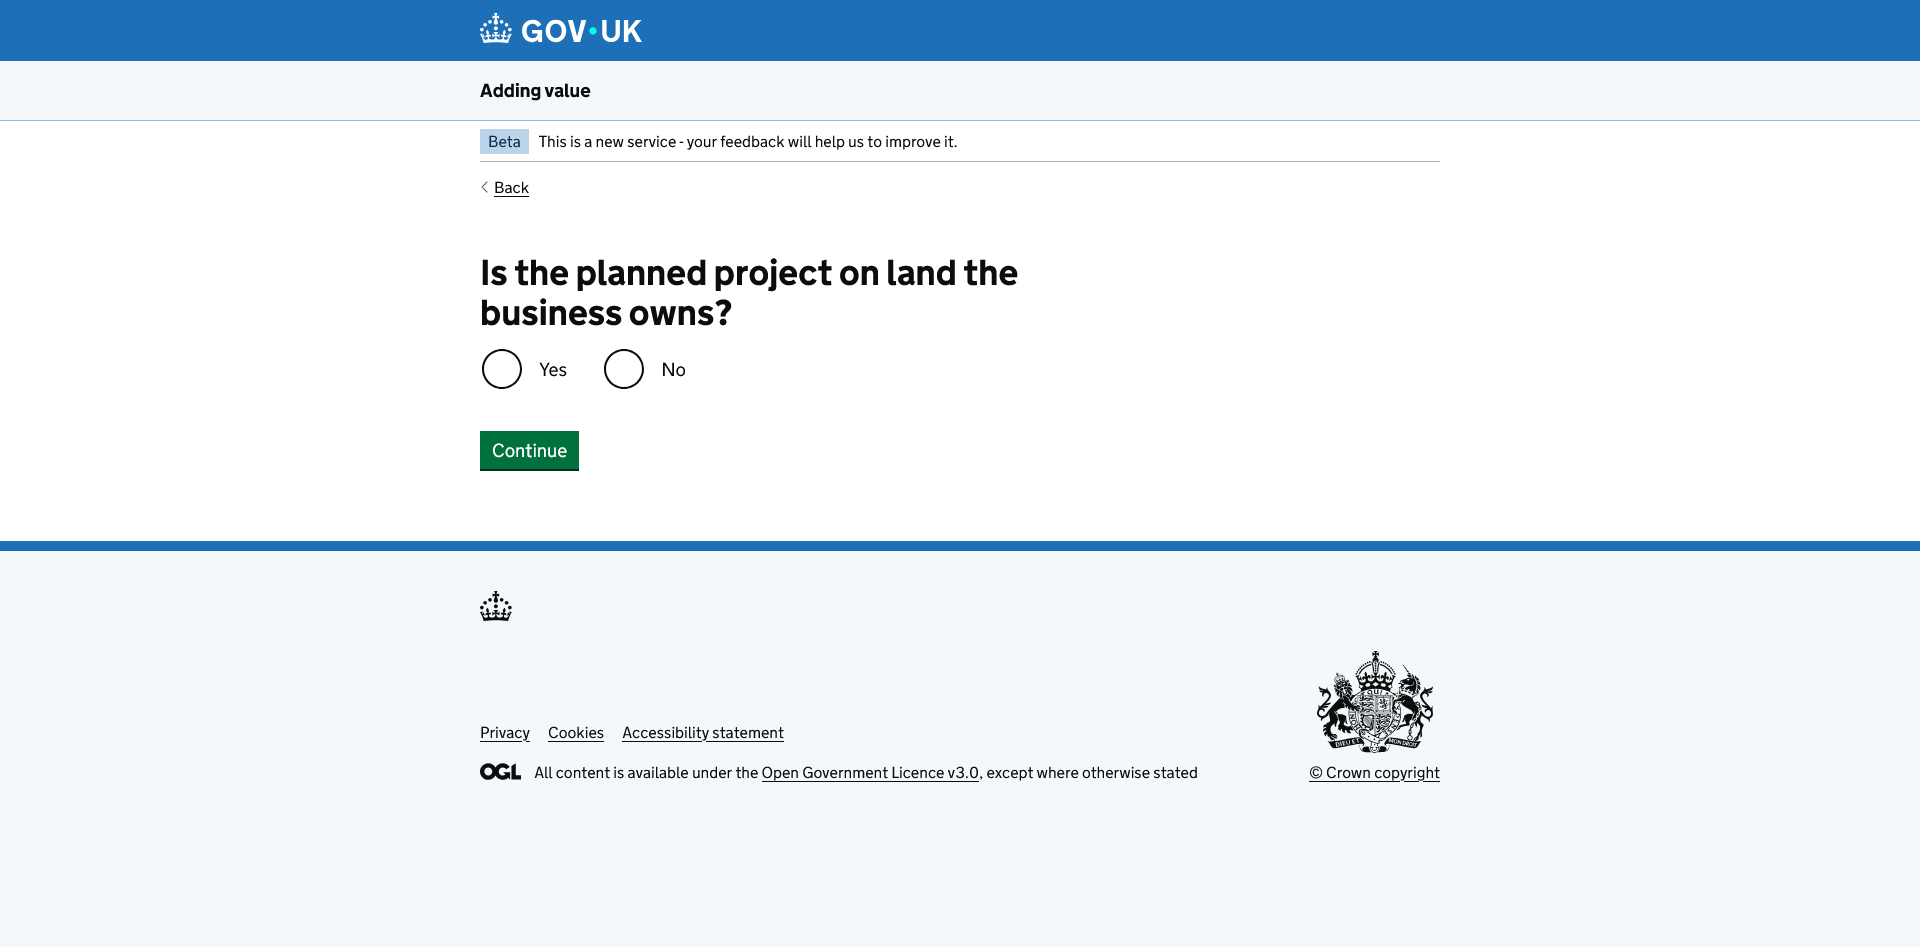 GOV·UK
Adding value
Beta This is a new service - your feedback will help us to improve it.
Back
Is the planned project on land the
business owns?
Yes No
Continue
Privacy Cookies Accessibility statement
OGL All content is available under the Open Government Licence v3.0, except where otherwise stated
© Crown copyright